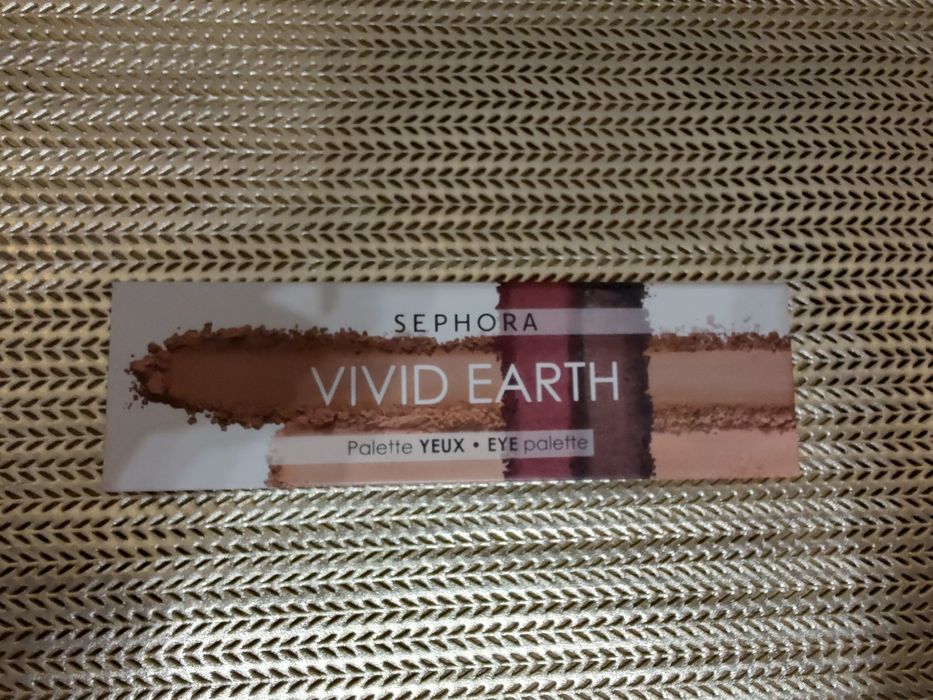 SEPHORA
VIVID EARTH
Palette YEUX • EYE palette